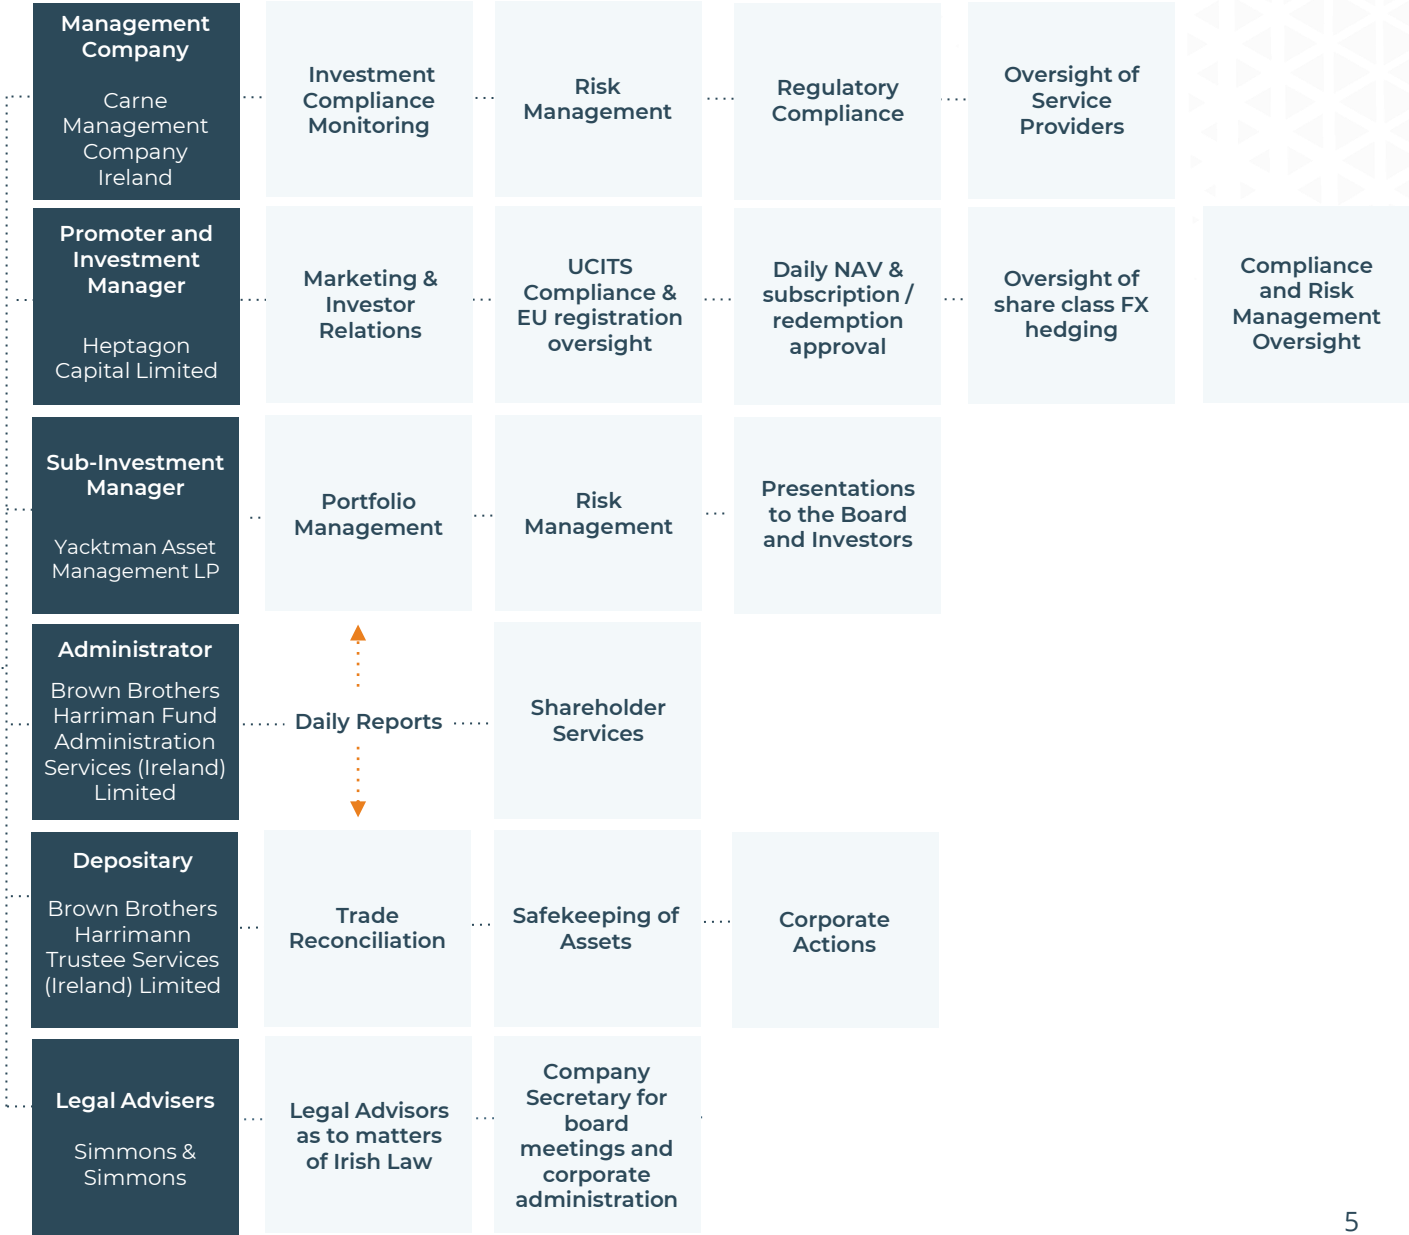 Management
Company
Carne
Management
Company
Ireland
Investment
Compliance
Monitoring
Risk
Management
Regulatory
Compliance
Oversight of
Service
Providers
Promoter and
Investment
Manager
Heptagon
Capital Limited
Marketing &
Investor
Relations
UCITS
Compliance &
EU registration
oversight
Daily NAV &
subscription /
redemption
approval
Oversight of
share class FX
hedging
Compliance
and Risk
Management
Oversight
Sub-Investment
Manager
Yacktman Asset
Management LP
Portfolio
Management
Risk
Management
Presentations
to the Board
and Investors
Administrator
Brown Brothers
Harriman Fund
Administration
Services (Ireland)
Limited
Daily Reports
Shareholder
Services
Depositary
Brown Brothers
Harrimann
Trustee Services
(Ireland) Limited
Trade
Reconciliation
Safekeeping of
Assets
Corporate
Actions
Legal Advisers
Simmons &
Simmons
Legal Advisors
as to matters
of Irish Law
Company
Secretary for
board
meetings and
corporate
administration
5